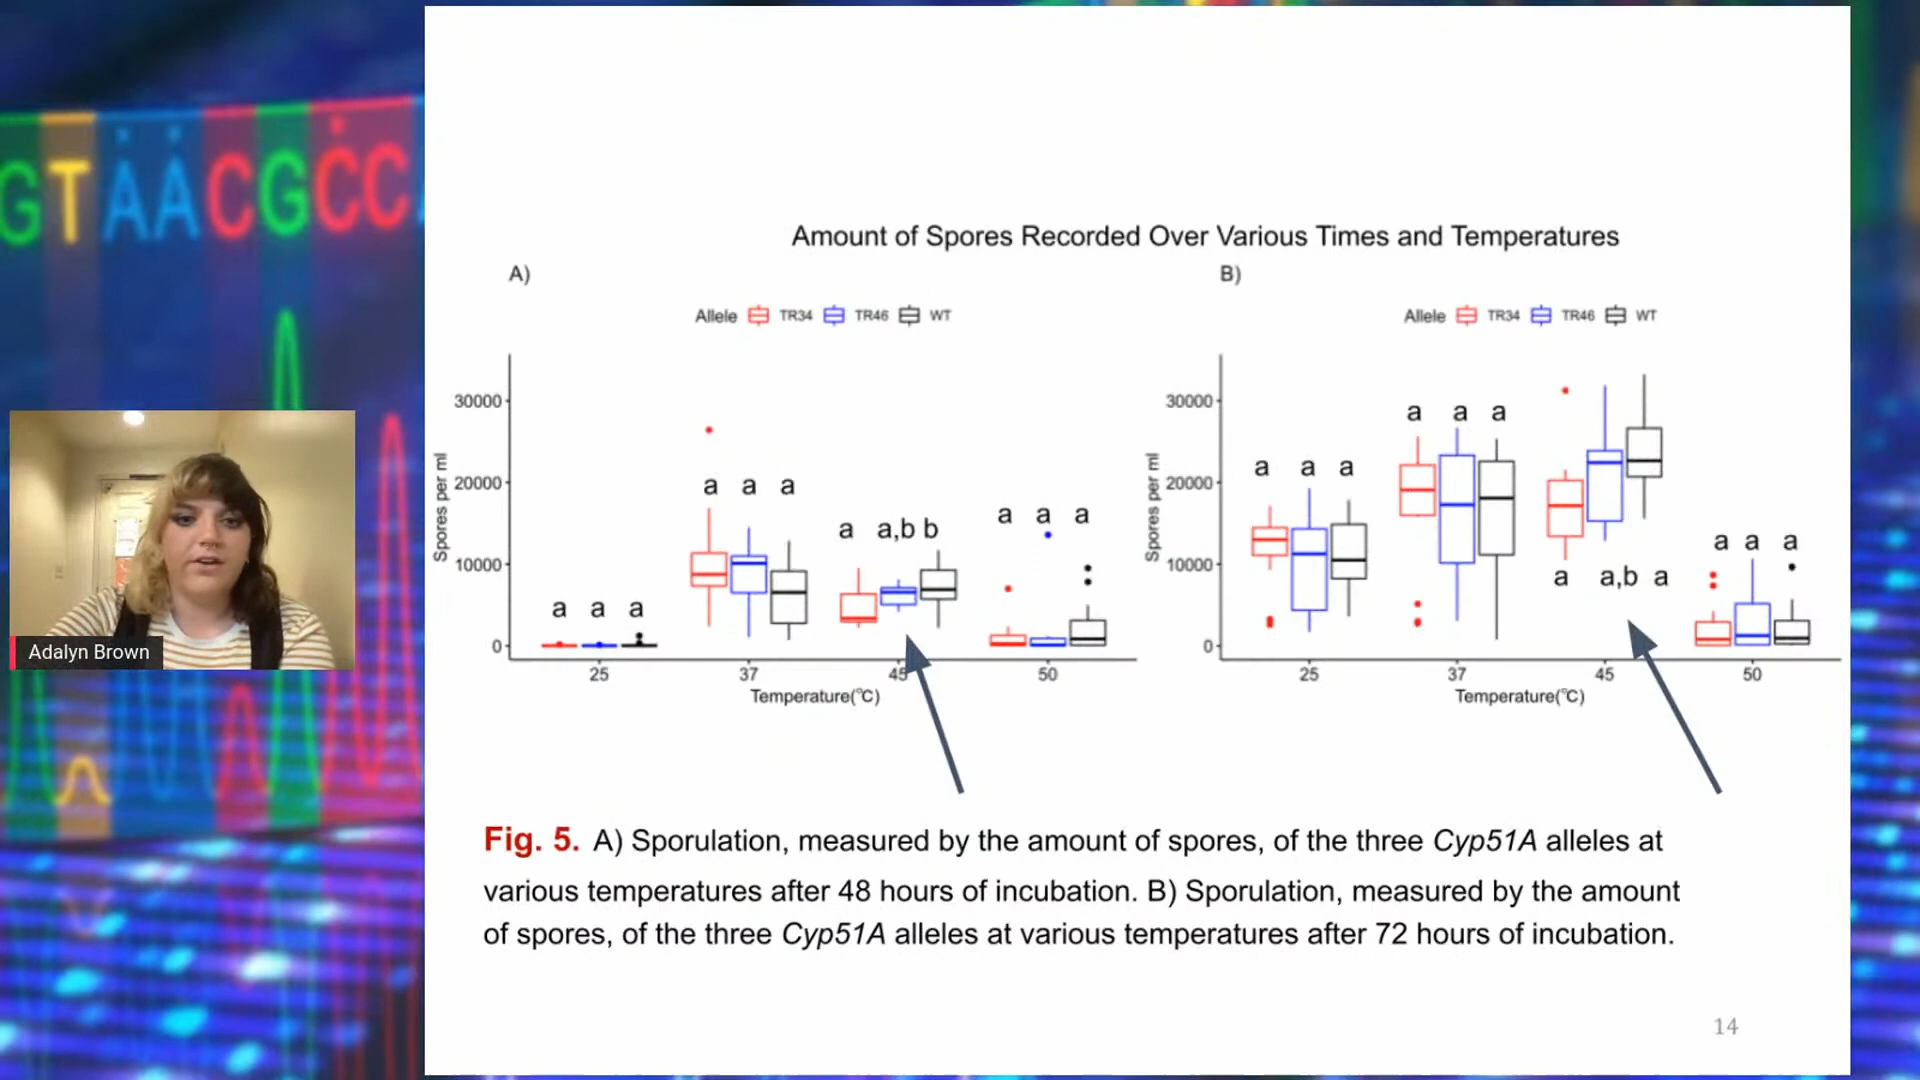 GTAACGCC
Amount of Spores Recorded Over Various Times and Temperatures
A)
Allele TR34 TR46 WT
Spores per ml
30000
20000
10000
0
a a a
a a a
a a,b b
a a a
25 37 45 50
Temperature(°C)
B)
Allele TR34 TR46 WT
Spores per ml
30000
20000
10000
0
a a a
a a a
a a,b a
a a a
25 37 45 50
Temperature(°C)
Fig. 5. A) Sporulation, measured by the amount of spores, of the three Cyp51A alleles at
various temperatures after 48 hours of incubation. B) Sporulation, measured by the amount
of spores, of the three Cyp51A alleles at various temperatures after 72 hours of incubation.
14
Adalyn Brown